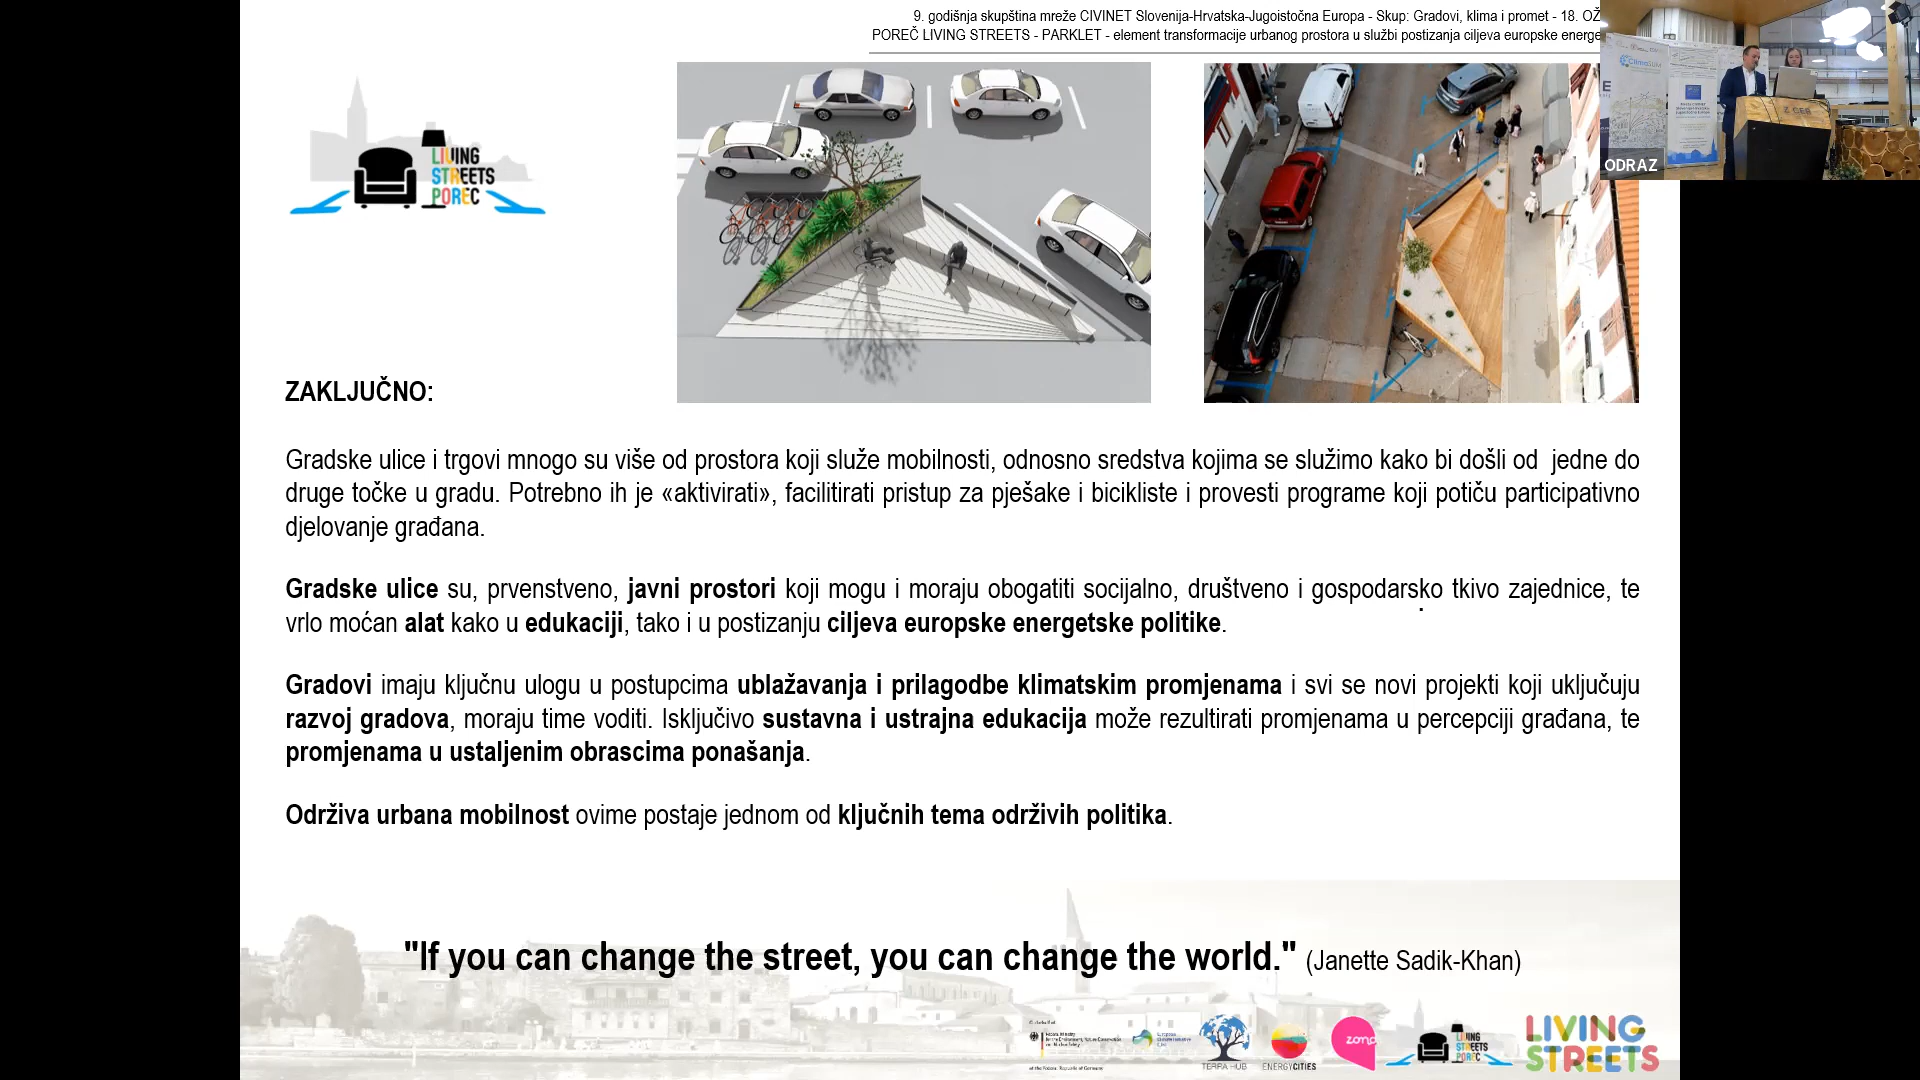 9. godišnja skupština mreže CIVINET Slovenija-Hrvatska-Jugoistočna Europa - Skup: Gradovi, klima i promet - 18.
POREČ LIVING STREETS - PARKLET - element transformacije urbanog prostora u službi postizanja ciljeva europske
ODRAZ
LIVING
STREETS
POREČ
ZAKLJUČNO:
Gradske ulice i trgovi mnogo su više od prostora koji služe mobilnosti, odnosno sredstva kojima se služimo kako bi došli od jedne do
druge točke u gradu. Potrebno ih je «aktivirati», facilitirati pristup za pješake i bicikliste i provesti programe koji potiču participativno
djelovanje građana.
Gradske ulice su, prvenstveno, javni prostori koji mogu i moraju obogatiti socijalno, društveno i gospodarsko tkivo zajednice, te
vrlo moćan alat kako u edukaciji, tako i u postizanju ciljeva europske energetske politike.
Gradovi imaju ključnu ulogu u postupcima ublažavanja i prilagodbe klimatskim promjenama i svi se novi projekti koji uključuju
razvoj gradova, moraju time voditi. Isključivo sustavna i ustrajna edukacija može rezultirati promjenama u percepciji građana, te
promjenama u ustaljenim obrascima ponašanja.
Održiva urbana mobilnost ovime postaje jednom od ključnih tema održivih politika.
"If you can change the street, you can change the world." (Janette Sadik-Khan)
of the Federal Republic of Germany
TERRA HUB
ENERGYCITIES
zona
LIVING
STREETS
POREČ
LIVING
STREETS